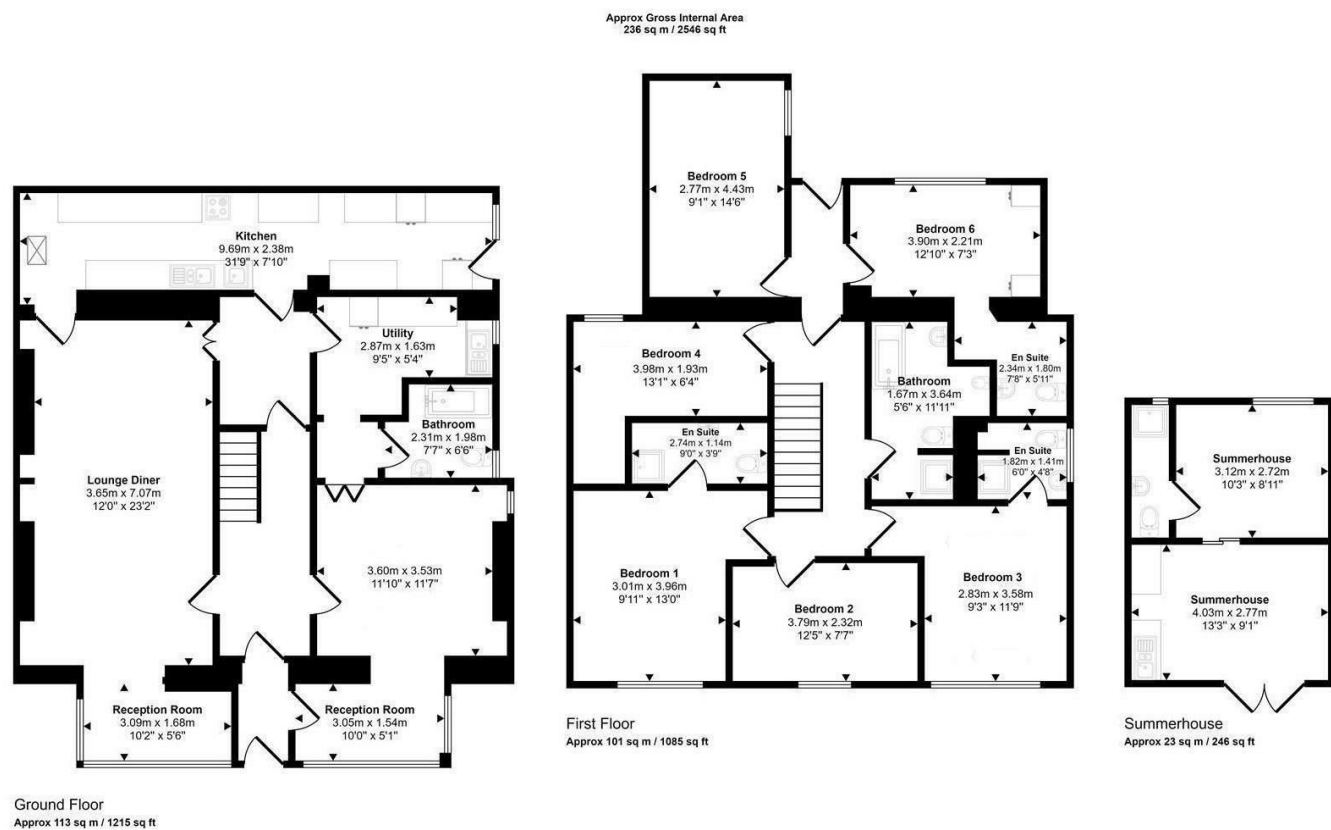 Approx Gross Internal Area
236 sq m / 2546 sq ft
Kitchen
9.69m x 2.38m
31'9" x 7'10"
Utility
2.87m x 1.63m
9'5" x 5'4"
Bathroom
2.31m x 1.98m
7'7" x 6'6"
Lounge Diner
3.65m x 7.07m
12'0" x 23'2"
3.60m x 3.53m
11'10" x 11'7"
Reception Room
3.09m x 1.68m
10'2" x 5'6"
Reception Room
3.05m x 1.54m
10'0" x 5'1"
Ground Floor
Approx 113 sq m / 1215 sq ft
Bedroom 5
2.77m x 4.43m
9'1" x 14'6"
Bedroom 6
3.90m x 2.21m
12'10" x 7'3"
Bedroom 4
3.98m x 1.93m
13'1" x 6'4"
En Suite
2.34m x 1.80m
7'8" x 5'11"
Bathroom
1.67m x 3.64m
5'6" x 11'11"
En Suite
2.74m x 1.14m
9'0" x 3'9"
En Suite
1.82m x 1.41m
6'0" x 4'8"
Bedroom 1
3.01m x 3.96m
9'11" x 13'0"
Bedroom 2
3.79m x 2.32m
12'5" x 7'7"
Bedroom 3
2.83m x 3.58m
9'3" x 11'9"
First Floor
Approx 101 sq m / 1085 sq ft
Summerhouse
3.12m x 2.72m
10'3" x 8'11"
Summerhouse
4.03m x 2.77m
13'3" x 9'1"
Summerhouse
Approx 23 sq m / 246 sq ft